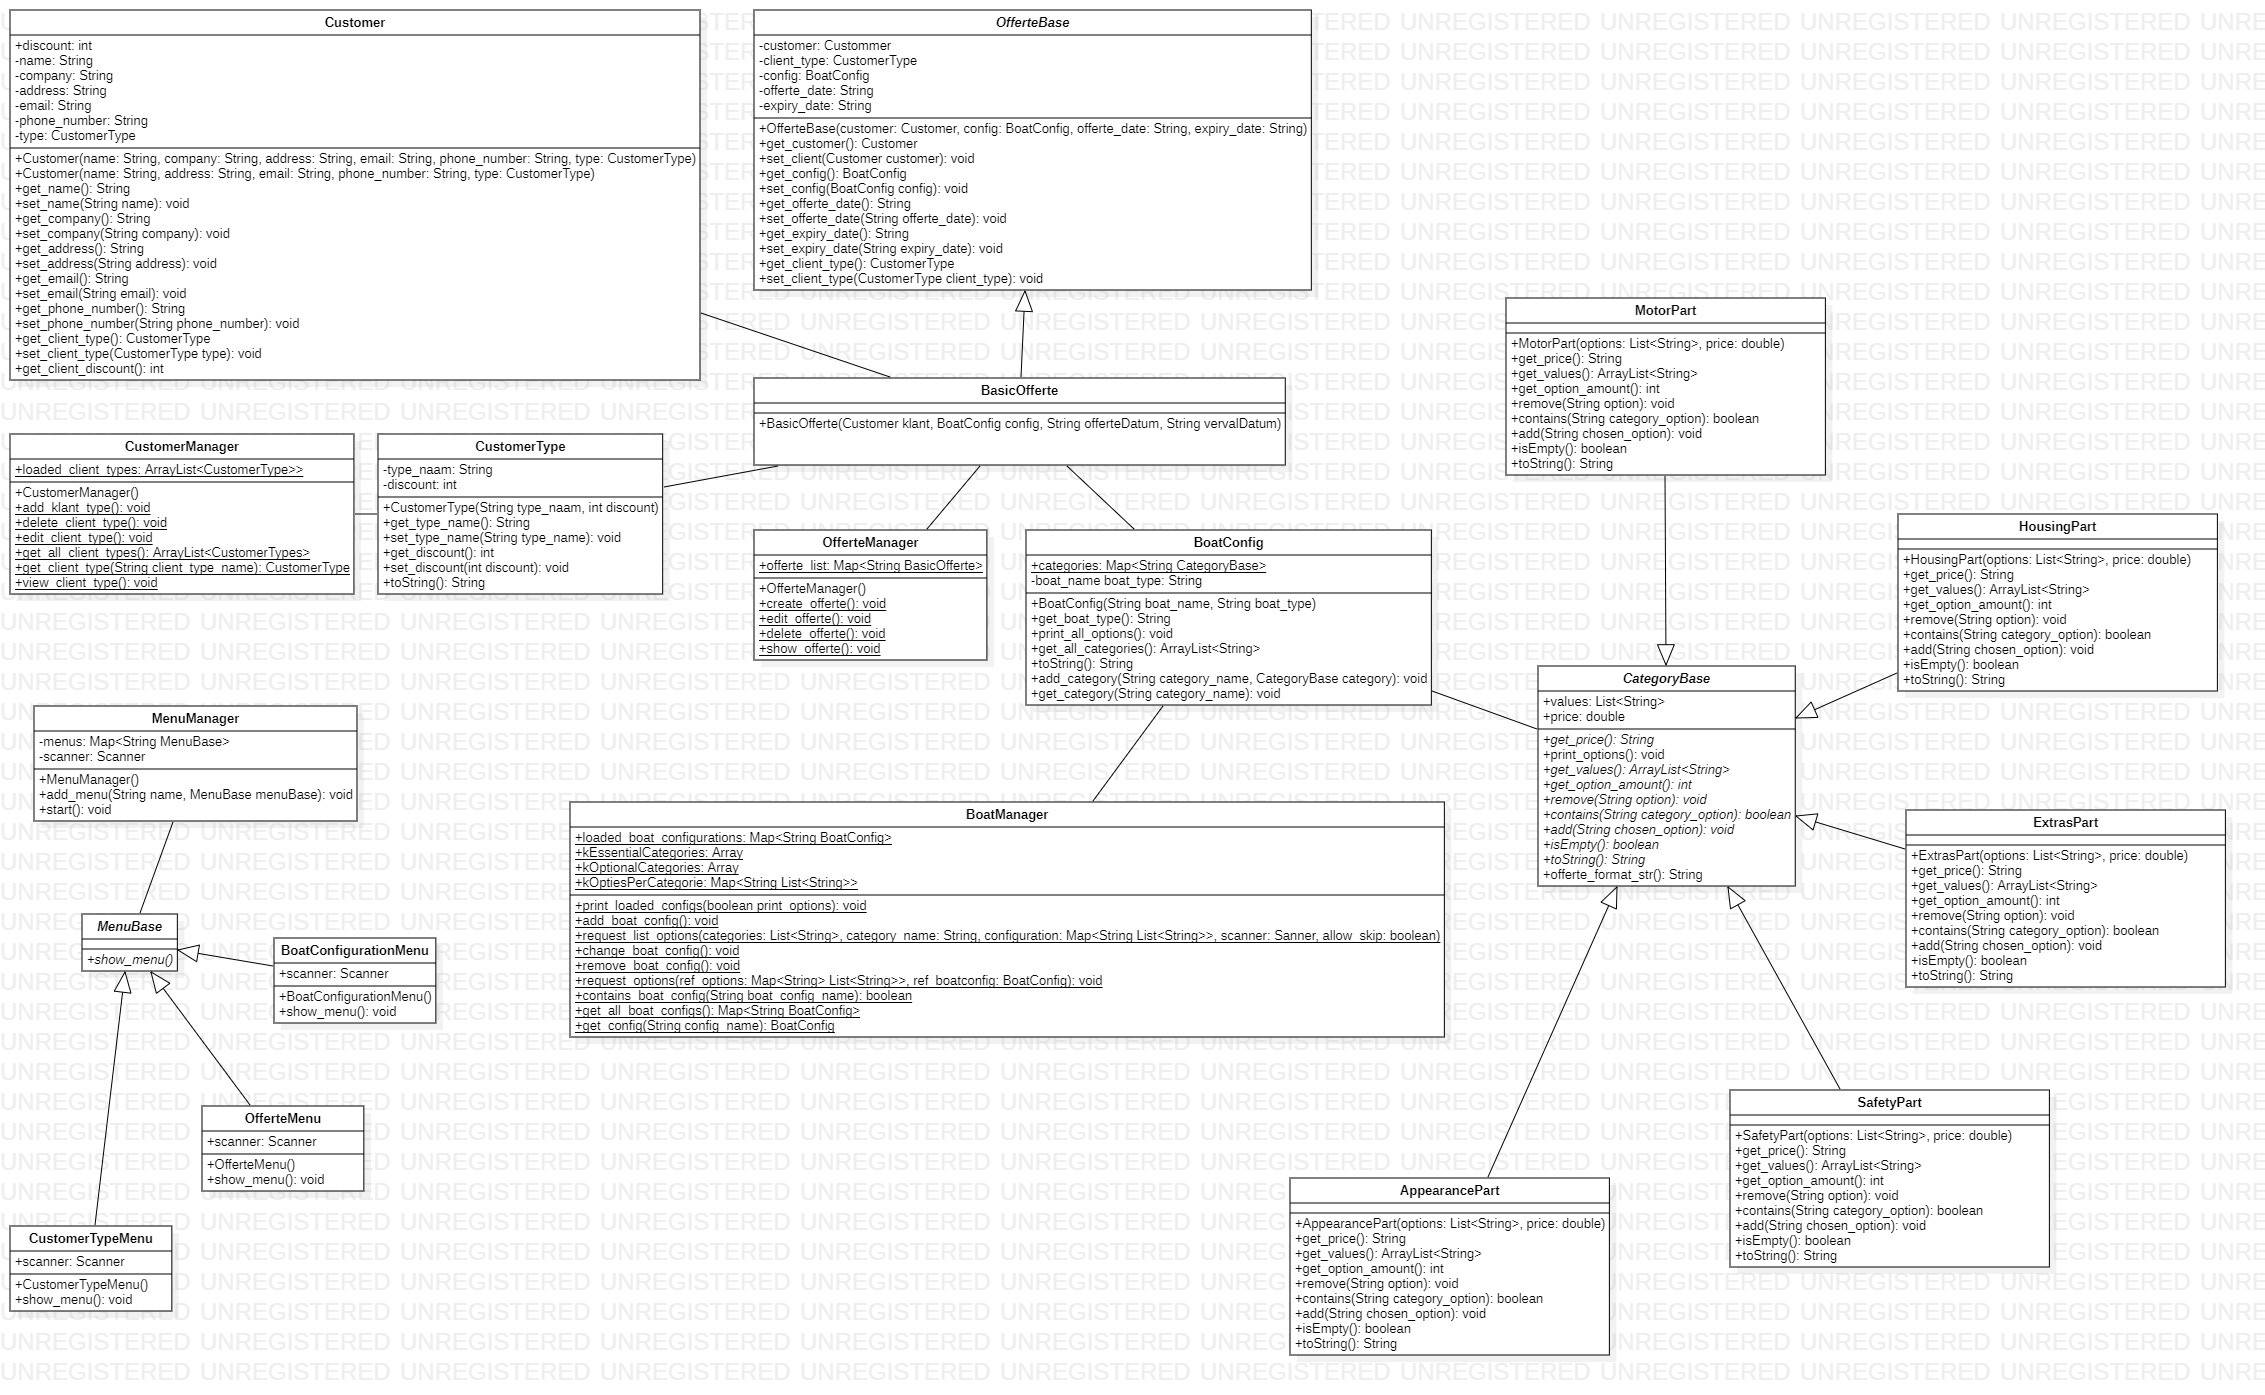 Customer
+discount: int
-name: String
-company: String
-address: String
-email: String
-phone_number: String
-type: CustomerType
+Customer(name: String, company: String, address: String, email: String, phone_number: String, type: CustomerType)
+Customer(name: String, address: String, email: String, phone_number: String, type: CustomerType)
+get_name(): String
+set_name(String name): void
+get_company(): String
+set_company(String company): void
+get_address(): String
+set_address(String address): void
+get_email(): String
+set_email(String email): void
+get_phone_number(): String
+set_phone_number(String phone_number): void
+get_client_type(): CustomerType
+set_client_type(CustomerType type): void
+get_client_discount(): int
OfferteBase
-customer: Custommer
-client_type: CustomerType
-config: BoatConfig
-offerte_date: String
-expiry_date: String
+OfferteBase(customer: Customer, config: BoatConfig, offerte_date: String, expiry_date: String)
+get_customer(): Customer
+set_client(Customer customer): void
+get_config(): BoatConfig
+set_config(BoatConfig config): void
+get_offerte_date(): String
+set_offerte_date(String offerte_date): void
+get_expiry_date(): String
+set_expiry_date(String expiry_date): void
+get_client_type(): CustomerType
+set_client_type(CustomerType client_type): void
MotorPart
+MotorPart(options: List<String>, price: double)
+get_price(): String
+get_values(): ArrayList<String>
+get_option_amount(): int
+remove(String option): void
+contains(String category_option): boolean
+add(String chosen_option): void
+isEmpty(): boolean
+toString(): String
BasicOfferte
+BasicOfferte(Customer klant, BoatConfig config, String offerteDatum, String vervalDatum)
CustomerManager
+loaded_client_types: ArrayList<CustomerType>>
+CustomerManager()
+add_klant_type(): void
+delete_client_type(): void
+edit_client_type(): void
+get_all_client_types(): ArrayList<CustomerTypes>
+get_client_type(String client_type_name): CustomerType
+view_client_type(): void
CustomerType
-type_naam: String
-discount: int
+CustomerType(String type_naam, int discount)
+get_type_name(): String
+set_type_name(String type_name): void
+get_discount(): int
+set_discount(int discount): void
+toString(): String
OfferteManager
+offerte_list: Map<String BasicOfferte>
+OfferteManager()
+create_offerte(): void
+edit_offerte(): void
+delete_offerte(): void
+show_offerte(): void
BoatConfig
+categories: Map<String CategoryBase>
-boat_name boat_type: String
+BoatConfig(String boat_name, String boat_type)
+get_boat_type(): String
+print_all_options(): void
+get_all_categories(): ArrayList<String>
+toString(): String
+add_category(String category_name, CategoryBase category): void
+get_category(String category_name): void
HousingPart
+HousingPart(options: List<String>, price: double)
+get_price(): String
+get_values(): ArrayList<String>
+get_option_amount(): int
+remove(String option): void
+contains(String category_option): boolean
+add(String chosen_option): void
+isEmpty(): boolean
+toString(): String
CategoryBase
+values: List<String>
+price: double
+get_price(): String
+print_options(): void
+get_values(): ArrayList<String>
+get_option_amount(): int
+remove(String option): void
+contains(String category_option): boolean
+add(String chosen_option): void
+isEmpty(): boolean
+toString(): String
+offerte_format_str(): String
MenuManager
-menus: Map<String MenuBase>
-scanner: Scanner
+MenuManager()
+add_menu(String name, MenuBase menuBase): void
+start(): void
BoatManager
+loaded_boat_configurations: Map<String BoatConfig>
+kEssentialCategories: Array
+kOptionalCategories: Array
+kOptiesPerCategorie: Map<String List<String>>
+print_loaded_configs(boolean print_options): void
+add_boat_config(): void
+request_list_options(categories: List<String>, category_name: String, configuration: Map<String List<String>>, scanner: Sanner, allow_skip: boolean)
+change_boat_config(): void
+remove_boat_config(): void
+request_options(ref_options: Map<String> List<String>>, ref_boatconfig: BoatConfig): void
+contains_boat_config(String boat_config_name): boolean
+get_all_boat_configs(): Map<String BoatConfig>
+get_config(String config_name): BoatConfig
ExtrasPart
+ExtrasPart(options: List<String>, price: double)
+get_price(): String
+get_values(): ArrayList<String>
+get_option_amount(): int
+remove(String option): void
+contains(String category_option): boolean
+add(String chosen_option): void
+isEmpty(): boolean
+toString(): String
MenuBase
+show_menu()
BoatConfigurationMenu
+scanner: Scanner
+BoatConfigurationMenu()
+show_menu(): void
OfferteMenu
+scanner: Scanner
+OfferteMenu()
+show_menu(): void
CustomerTypeMenu
+scanner: Scanner
+CustomerTypeMenu()
+show_menu(): void
SafetyPart
+SafetyPart(options: List<String>, price: double)
+get_price(): String
+get_values(): ArrayList<String>
+get_option_amount(): int
+remove(String option): void
+contains(String category_option): boolean
+add(String chosen_option): void
+isEmpty(): boolean
+toString(): String
AppearancePart
+AppearancePart(options: List<String>, price: double)
+get_price(): String
+get_values(): ArrayList<String>
+get_option_amount(): int
+remove(String option): void
+contains(String category_option): boolean
+add(String chosen_option): void
+isEmpty(): boolean
+toString(): String
UNREGISTERED